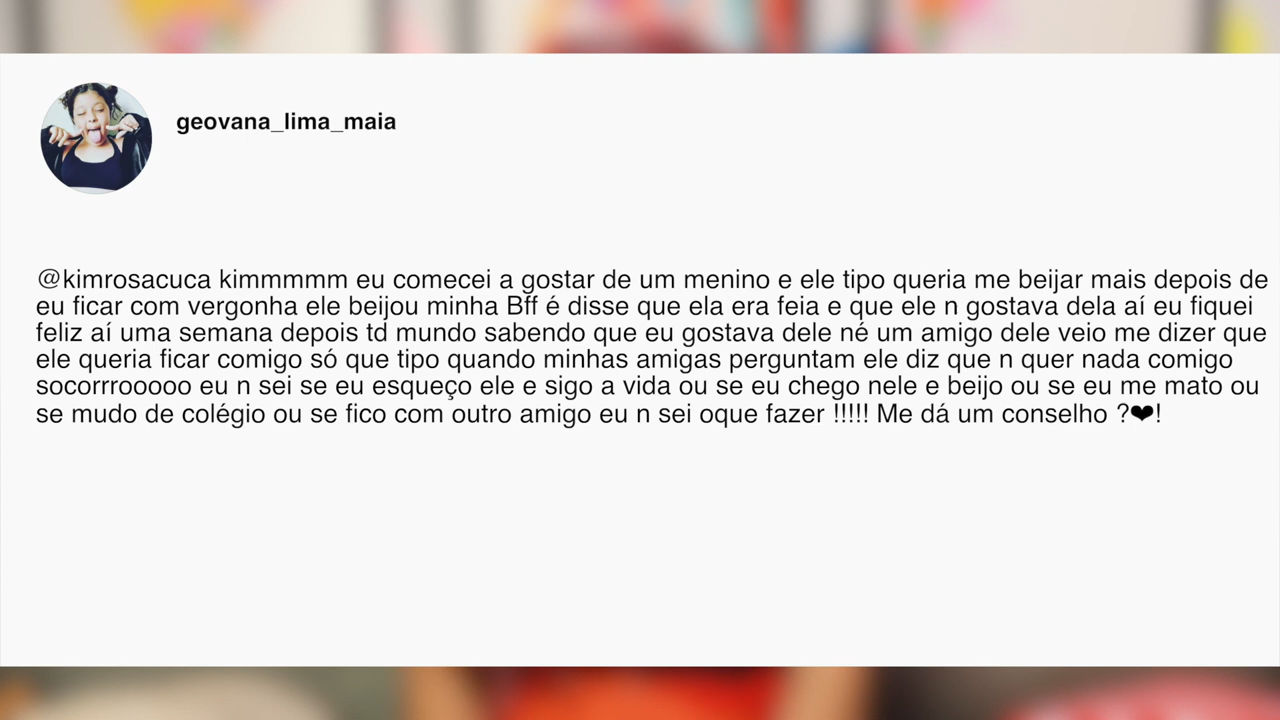 geovana_lima_maia
@kimrosacuca kimmmmm eu comecei a gostar de um menino e ele tipo queria me beijar mais depois de
eu ficar com vergonha ele beijou minha Bff é disse que ela era feia e que ele n gostava dela aí eu fiquei
feliz aí uma semana depois td mundo sabendo que eu gostava dele né um amigo dele veio me dizer que
ele queria ficar comigo só que tipo quando minhas amigas perguntam ele diz que n quer nada comigo
socorrrooooo eu n sei se eu esqueço ele e sigo a vida ou se eu chego nele e beijo ou se eu me mato ou
se mudo de colégio ou se fico com outro amigo eu n sei oque fazer !!!!! Me dá um conselho ?❤!